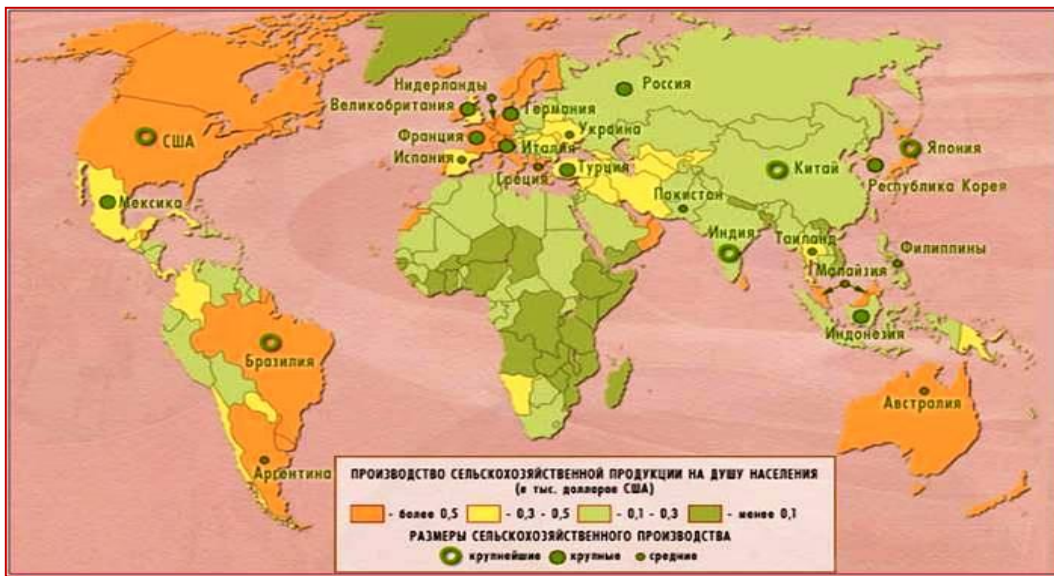 Нидерланды
Великобритания
Германия
Россия
США
Франция
Италия
Украина
Япония
Испания
Греция
Турция
Китай
Мексика
Пакистан
Республика Корея
Индия
Таиланд
Филиппины
Малайзия
Бразилия
Индонезия
Австралия
Аргентина
ПРОИЗВОДСТВО СЕЛЬСКОХОЗЯЙСТВЕННОЙ ПРОДУКЦИИ НА ДУШУ НАСЕЛЕНИЯ
(в тыс. долларов США)
- более 0,5 - 0,3 - 0,5 - 0,1 - 0,3 - менее 0,1
РАЗМЕРЫ СЕЛЬСКОХОЗЯЙСТВЕННОГО ПРОИЗВОДСТВА
крупнейшие крупные - средние